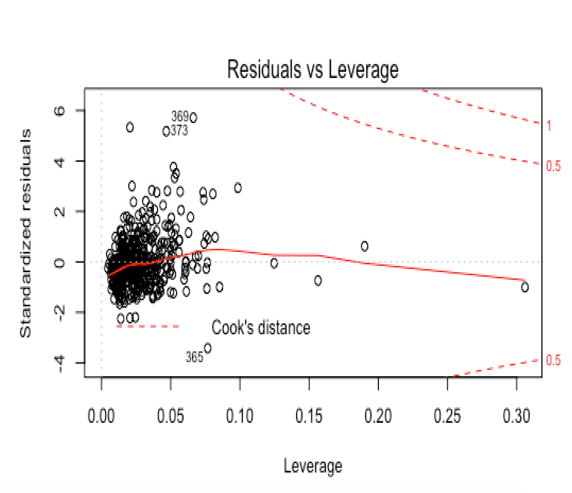 Residuals vs Leverage
Standardized residuals
6
4
2
0
-2
-4
369
373
365
Cook's distance
1
0.5
0.5
0.00 0.05 0.10 0.15 0.20 0.25 0.30
Leverage